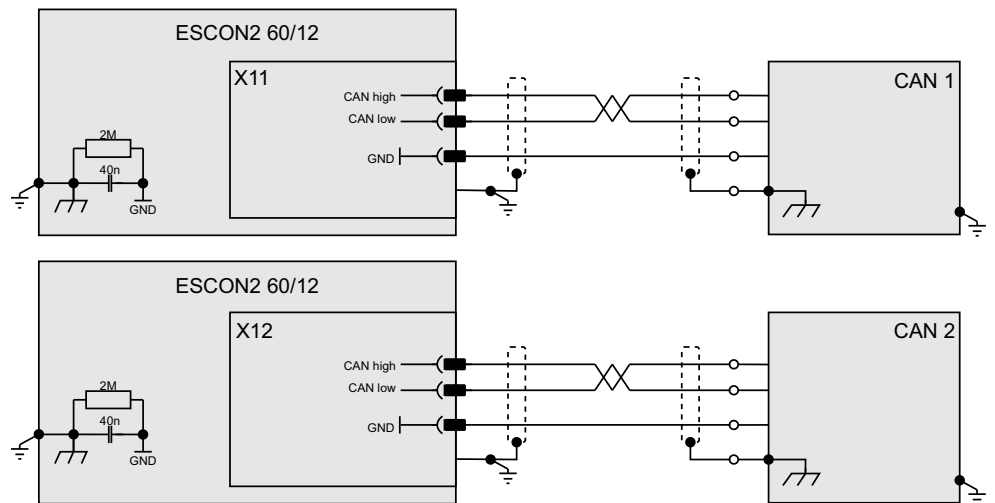 ESCON2 60/12
X11
CAN 1
CAN high
CAN low
GND
2M
40n
GND
ESCON2 60/12
X12
CAN 2
CAN high
CAN low
GND
2M
40n
GND